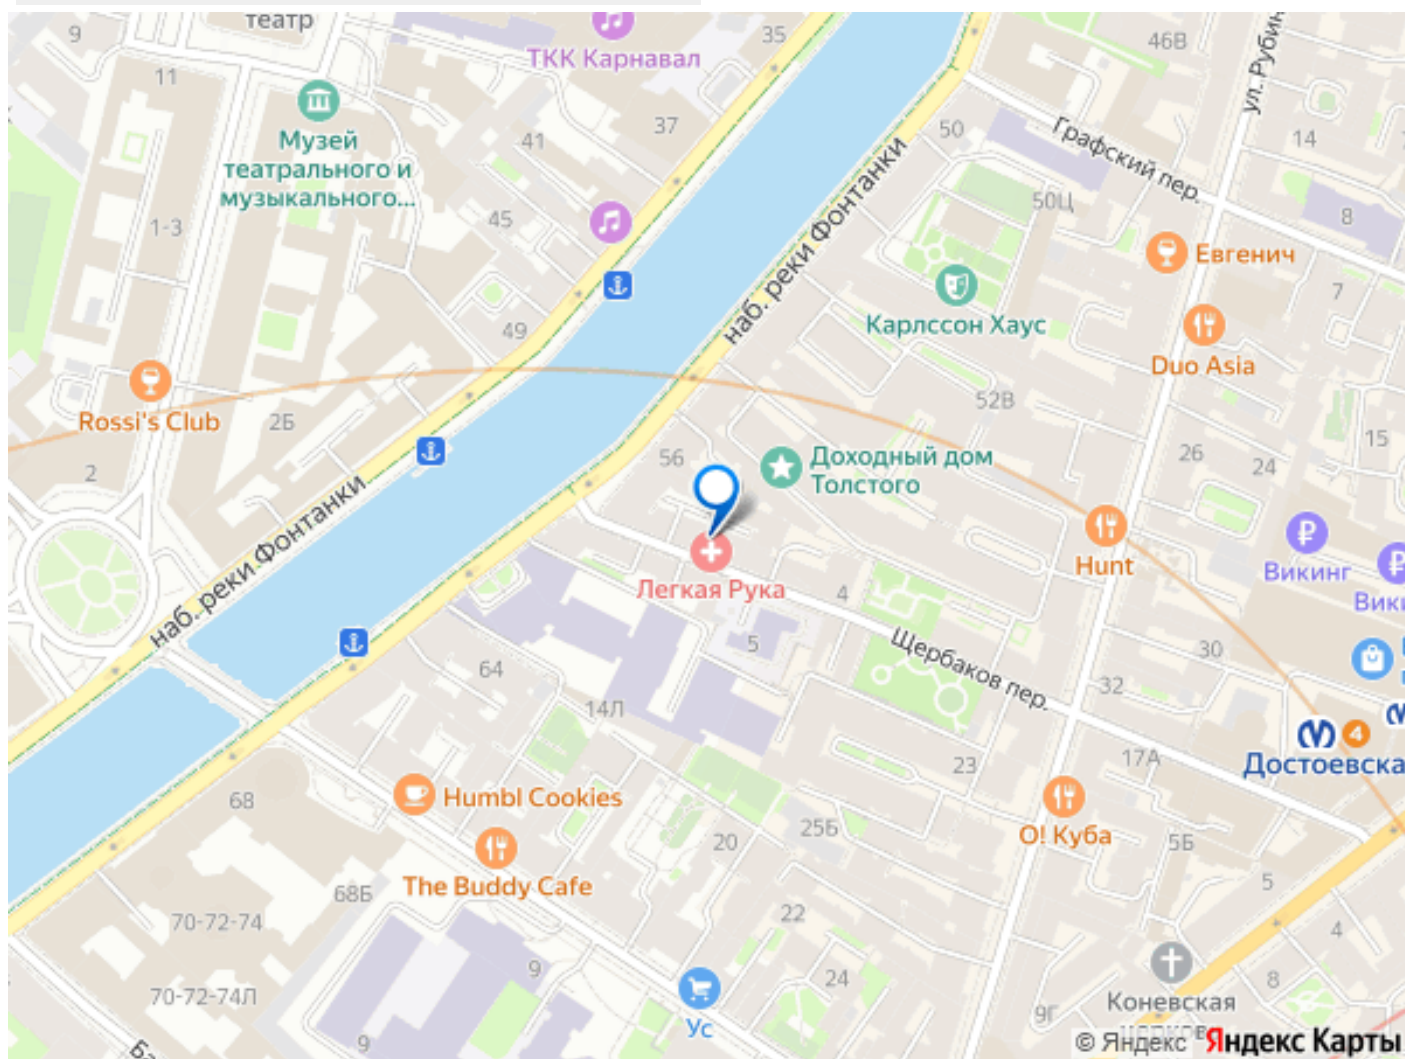 театр
9
11
ТКК Карнавал
35
46В
ул. Рубин
Музей
театрального и
музыкального...
41
37
50
Графский пер.
14
1-3
45
наб. реки Фонтанки
50Ц
8
Евгеничъ
7
Карлссон Хаус
49
Duo Asia
Rossi's Club
2Б
2
52В
15
56
Доходный дом
Толстого
26
24
наб. реки Фонтанки
Hunt
Викинг
Вики
Легкая Рука
4
5
Щербаков пер.
30
64
32
14Л
4
Достоевска
17А
23
68
Humbl Cookies
25Б
О! Куба
20
5Б
The Buddy Cafe
68Б
5
70-72-74
22
4
9
24
8
70-72-74Л
Ус
Коневская
9Г
9
© Яндекс Яндекс Карты